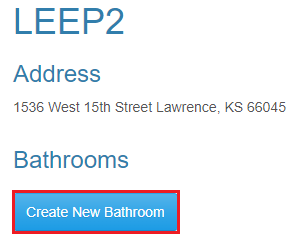 LEEP2
Address
1536 West 15th Street Lawrence, KS 66045
Bathrooms
Create New Bathroom